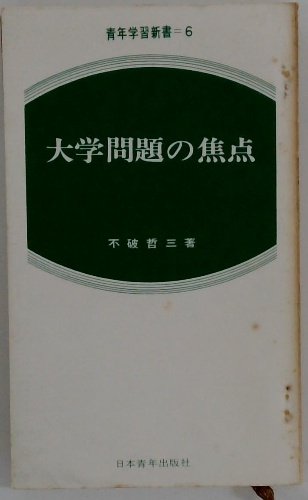 青年学習新書=6
大学問題の焦点
不破哲三著
日本青年出版社